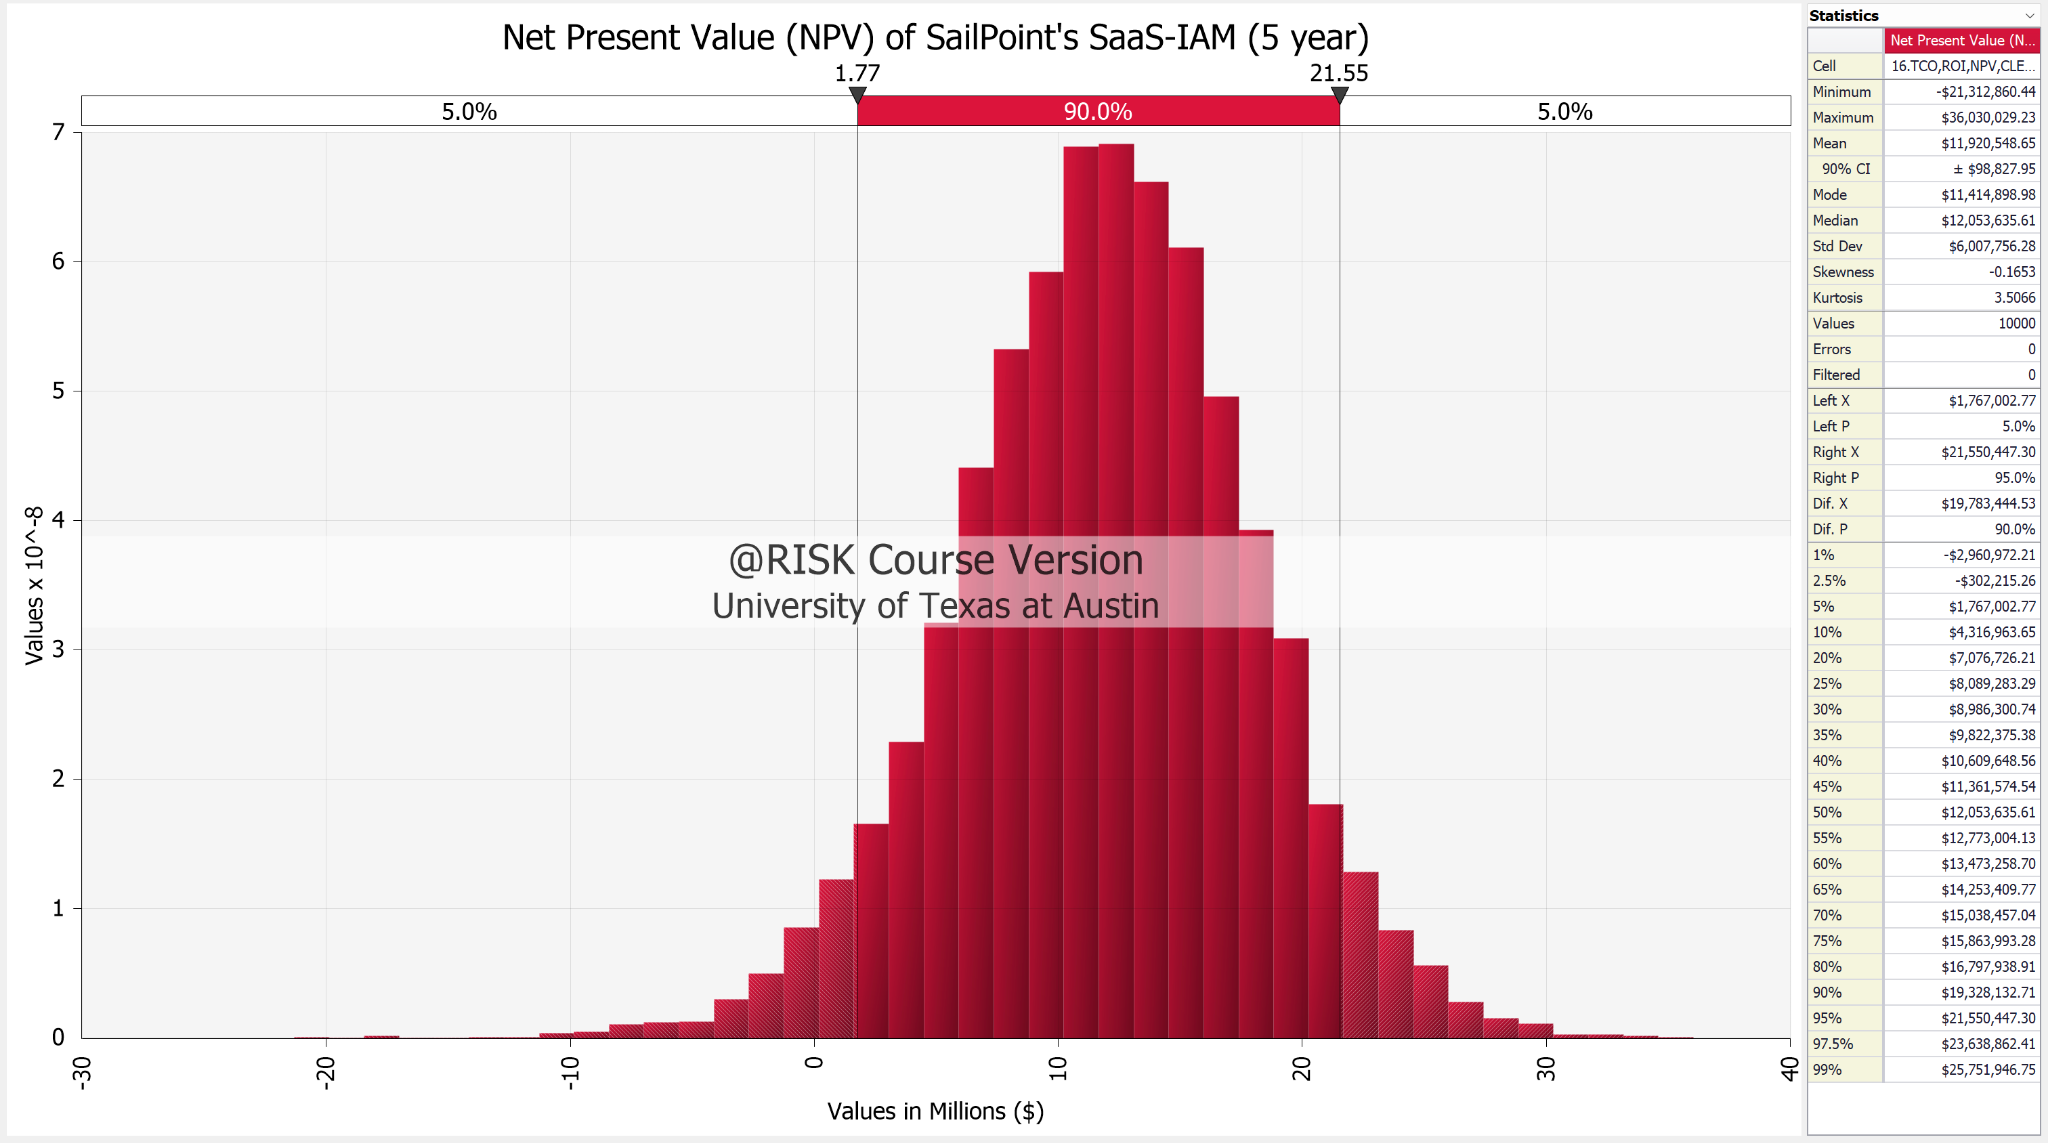 Net Present Value (NPV) of SailPoint's SaaS-IAM (5 year)
1.77 21.55
5.0% 90.0% 5.0%
7
6
5
4
3
2
1
0
Values x 10^-8
@RISK Course Version
University of Texas at Austin
-30 -20 -10 0 10 20 30 40
Values in Millions ($)
Statistics
Net Present Value (N...
Cell 16.TCO,ROI,NPV,CLE...
Minimum -$21,312,860.44
Maximum $36,030,029.23
Mean $11,920,548.65
90% CI ± $98,827.95
Mode $11,414,898.98
Median $12,053,635.61
Std Dev $6,007,756.28
Skewness -0.1653
Kurtosis 3.5066
Values 10000
Errors 0
Filtered 0
Left X $1,767,002.77
Left P 5.0%
Right X $21,550,447.30
Right P 95.0%
Dif. X $19,783,444.53
Dif. P 90.0%
1% -$2,960,972.21
2.5% -$302,215.26
5% $1,767,002.77
10% $4,316,963.65
20% $7,076,726.21
25% $8,089,283.29
30% $8,986,300.74
35% $9,822,375.38
40% $10,609,648.56
45% $11,361,574.54
50% $12,053,635.61
55% $12,773,004.13
60% $13,473,258.70
65% $14,253,409.77
70% $15,038,457.04
75% $15,863,993.28
80% $16,797,938.91
90% $19,328,132.71
95% $21,550,447.30
97.5% $23,638,862.41
99% $25,751,946.75